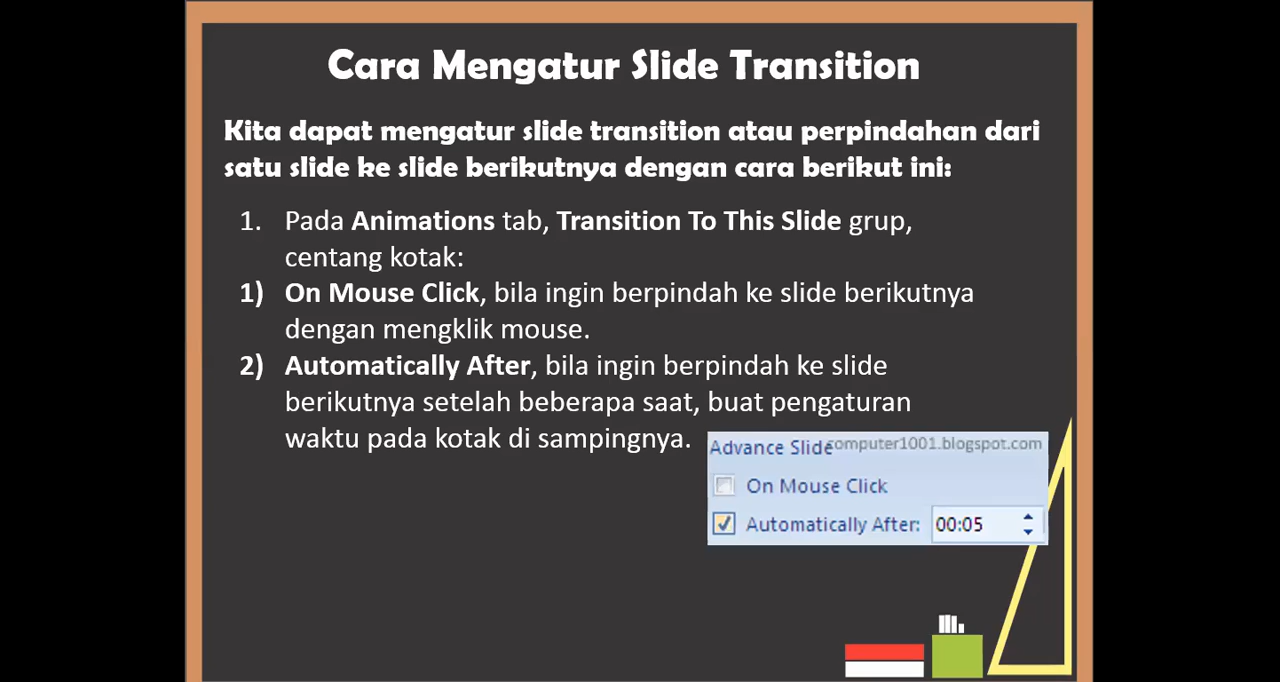 Cara Mengatur Slide Transition
Kita dapat mengatur slide transition atau perpindahan dari
satu slide ke slide berikutnya dengan cara berikut ini:
1. Pada Animations tab, Transition To This Slide grup,
centang kotak:
1) On Mouse Click, bila ingin berpindah ke slide berikutnya
dengan mengklik mouse.
2) Automatically After, bila ingin berpindah ke slide
berikutnya setelah beberapa saat, buat pengaturan
waktu pada kotak di sampingnya.
Advance Slide computer1001.blogspot.com
On Mouse Click
Automatically After: 00:05